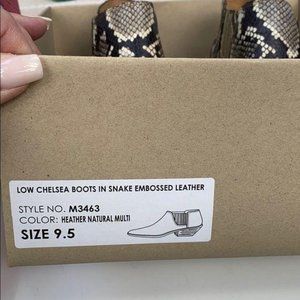 LOW CHELSEA BOOTS IN SNAKE EMBOSSED LEATHER
STYLE NO. M3463
COLOR: HEATHER NATURAL MULTI
SIZE 9.5